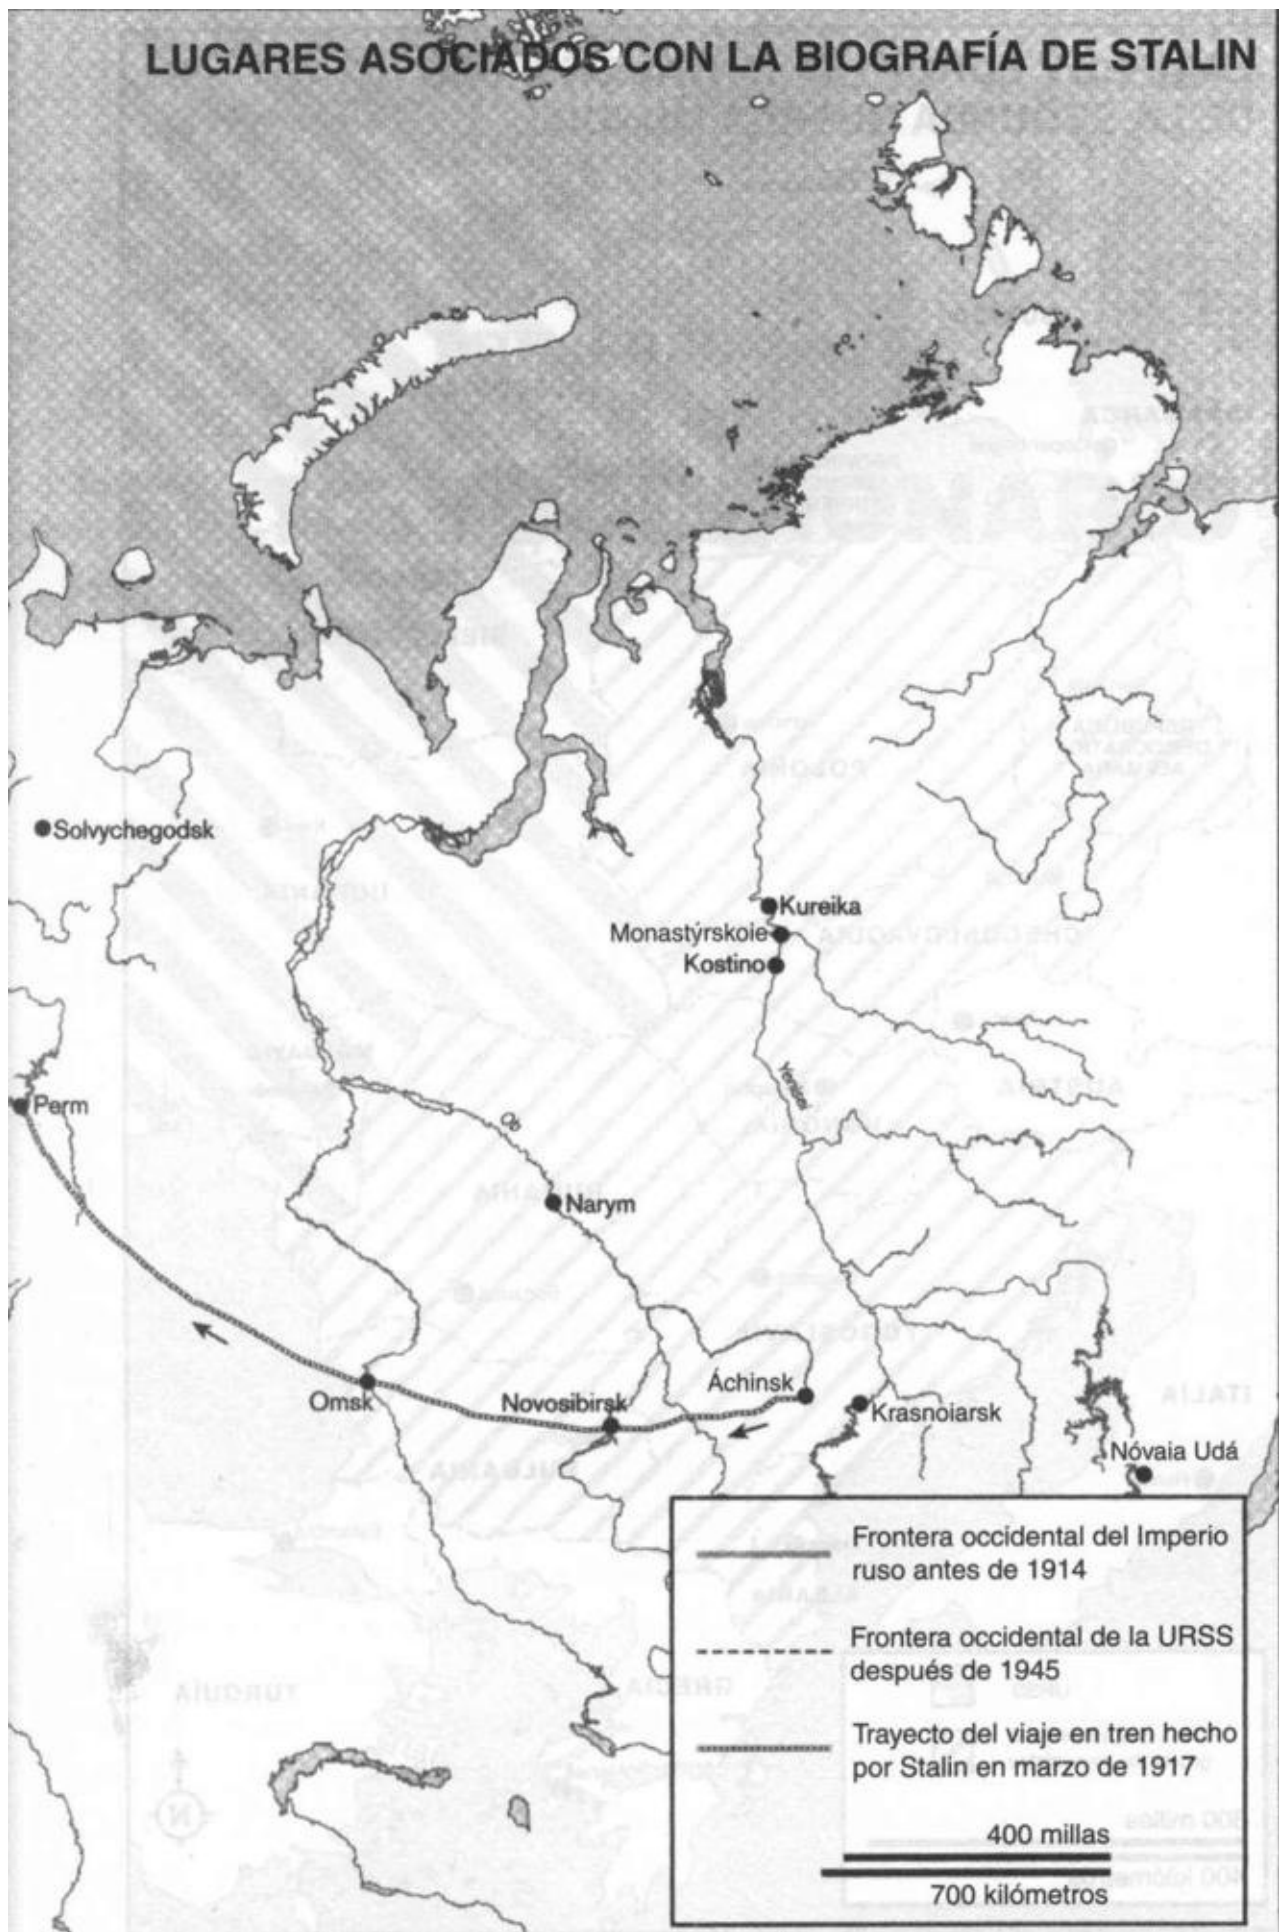 LUGARES ASOCIADOS CON LA BIOGRAFÍA DE STALIN
Solvychegodsk
Kureika
Monastýrskoie
Kostino
Yeniséi
Perm
Ob
Narym
Áchinsk
Omsk
Novosibirsk
Krasnoiarsk
Nóvaia Udá
Frontera occidental del Imperio
ruso antes de 1914
Frontera occidental de la URSS
después de 1945
Trayecto del viaje en tren hecho
por Stalin en marzo de 1917
400 millas
700 kilómetros